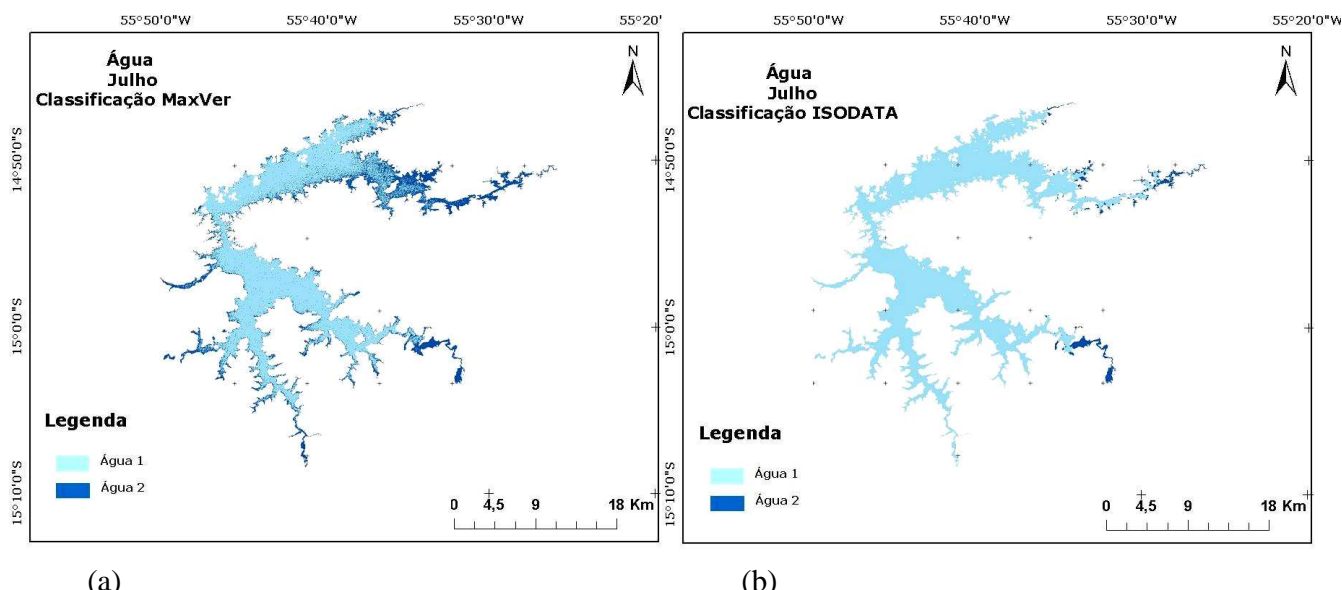 55°50'0"W 55°40'0"W 55°30'0"W 55°20'
Água
Julho
Classificação MaxVer
N
14°50'0"S
15°0'0"S
15°10'0"S
Legenda
Água 1
Água 2
0 4,5 9 18 Km
(a)
55°50'0"W 55°40'0"W 55°30'0"W 55°20'0"W
Água
Julho
Classificação ISODATA
N
14°50'0"S
15°0'0"S
15°10'0"S
Legenda
Água 1
Água 2
0 4,5 9 18 Km
(b)